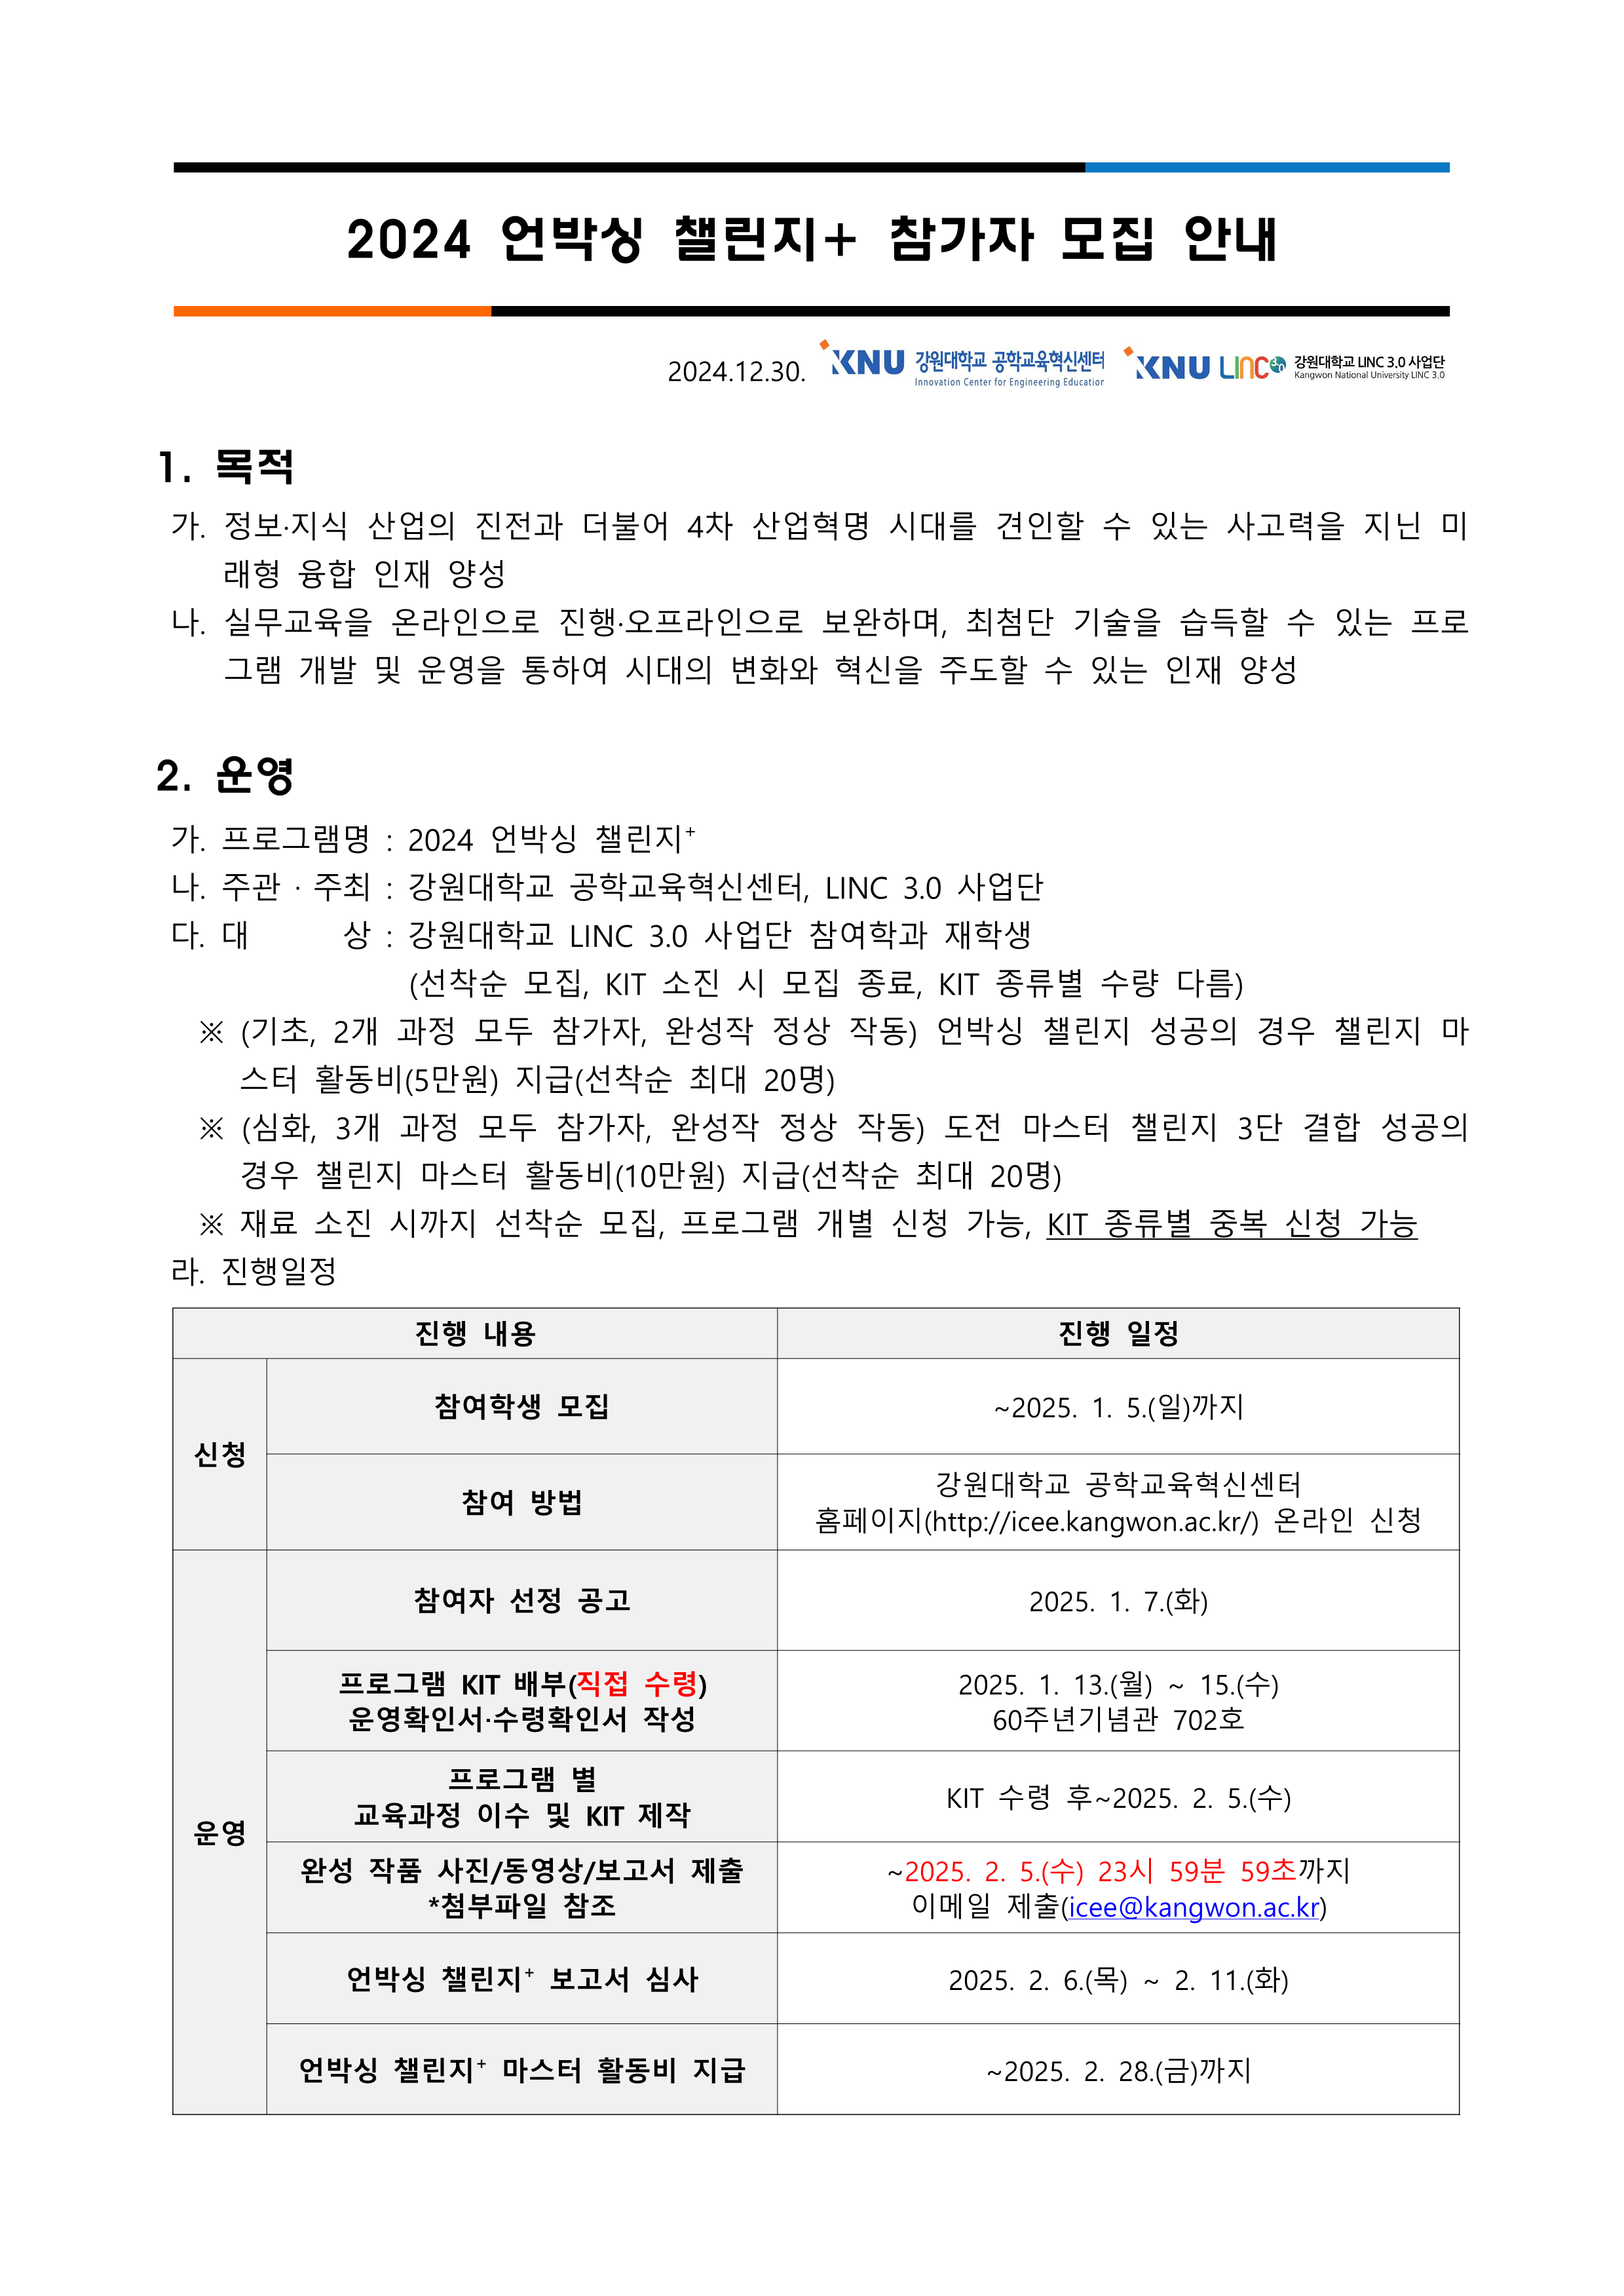 2024 언박싱 챌린지+ 참가자 모집 안내
2024.12.30. KNU 강원대학교 공학교육혁신센터 Innovation Center for Engineering Education KNU LINC 3.0 강원대학교 LINC 3.0 사업단 Kangwon National University LINC 3.0
1. 목적
가. 정보·지식 산업의 진전과 더불어 4차 산업혁명 시대를 견인할 수 있는 사고력을 지닌 미
래형 융합 인재 양성
나. 실무교육을 온라인으로 진행·오프라인으로 보완하며, 최첨단 기술을 습득할 수 있는 프로
그램 개발 및 운영을 통하여 시대의 변화와 혁신을 주도할 수 있는 인재 양성
2. 운영
가. 프로그램명 : 2024 언박싱 챌린지+
나. 주관 · 주최 : 강원대학교 공학교육혁신센터, LINC 3.0 사업단
다. 대 상 : 강원대학교 LINC 3.0 사업단 참여학과 재학생
(선착순 모집, KIT 소진 시 모집 종료, KIT 종류별 수량 다름)
※ (기초, 2개 과정 모두 참가자, 완성작 정상 작동) 언박싱 챌린지 성공의 경우 챌린지 마
스터 활동비(5만원) 지급(선착순 최대 20명)
※ (심화, 3개 과정 모두 참가자, 완성작 정상 작동) 도전 마스터 챌린지 3단 결합 성공의
경우 챌린지 마스터 활동비(10만원) 지급(선착순 최대 20명)
※ 재료 소진 시까지 선착순 모집, 프로그램 개별 신청 가능, KIT 종류별 중복 신청 가능
라. 진행일정
진행 내용 진행 일정
신청
참여학생 모집 ~2025. 1. 5.(일)까지
참여 방법
강원대학교 공학교육혁신센터
홈페이지(http://icee.kangwon.ac.kr/) 온라인 신청
운영
참여자 선정 공고 2025. 1. 7.(화)
프로그램 KIT 배부(직접 수령)
운영확인서·수령확인서 작성
2025. 1. 13.(월) ~ 15.(수)
60주년기념관 702호
프로그램 별
교육과정 이수 및 KIT 제작
KIT 수령 후~2025. 2. 5.(수)
완성 작품 사진/동영상/보고서 제출
*첨부파일 참조
~2025. 2. 5.(수) 23시 59분 59초까지
이메일 제출(icee@kangwon.ac.kr)
언박싱 챌린지+ 보고서 심사 2025. 2. 6.(목) ~ 2. 11.(화)
언박싱 챌린지+ 마스터 활동비 지급 ~2025. 2. 28.(금)까지